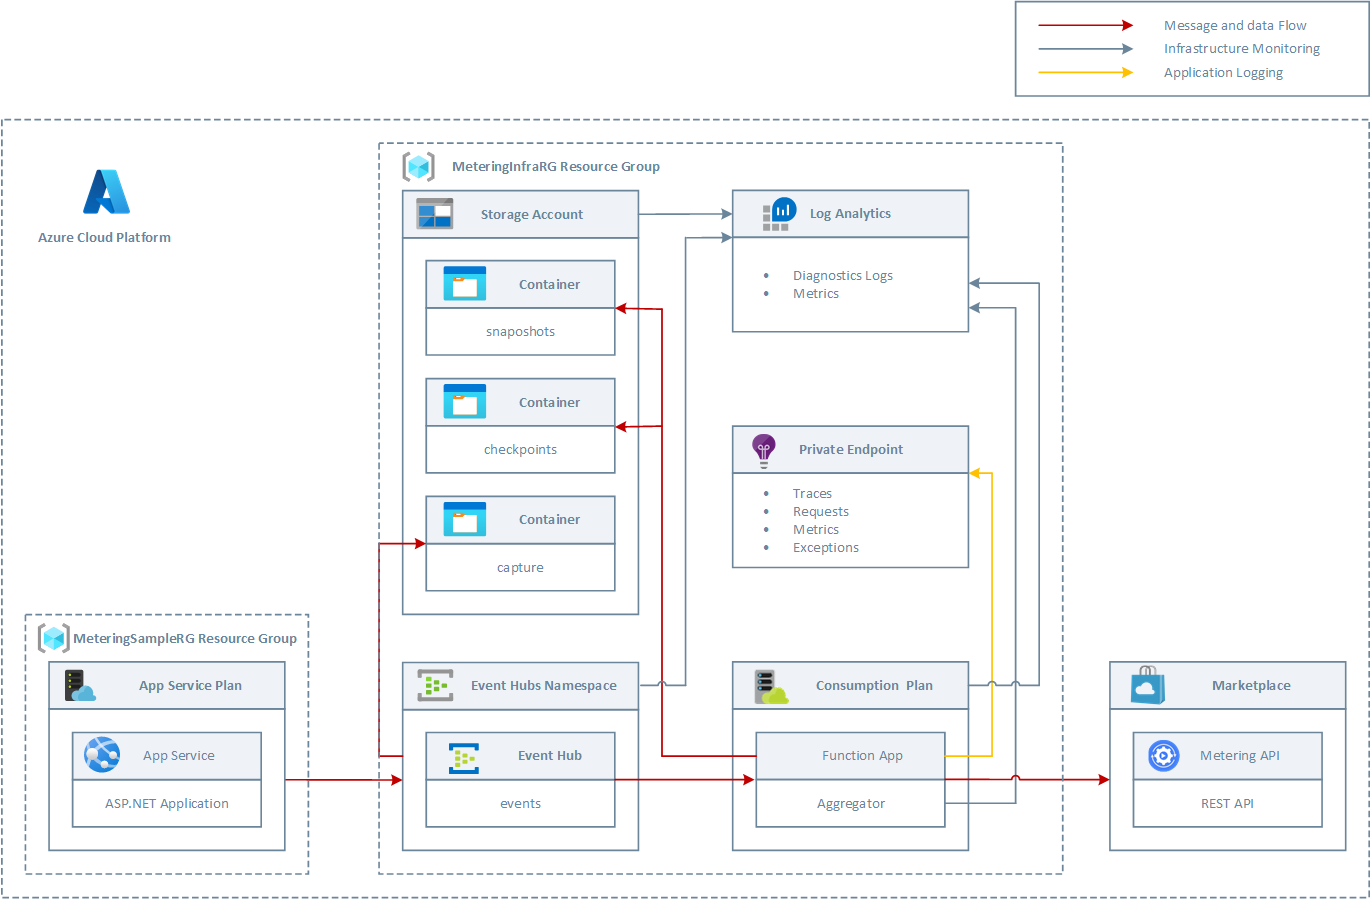 Message and data Flow
Infrastructure Monitoring
Application Logging
Azure Cloud Platform
MeteringInfraRG Resource Group
Storage Account
Container
snaposhots
Container
checkpoints
Container
capture
Log Analytics
• Diagnostics Logs
• Metrics
Private Endpoint
• Traces
• Requests
• Metrics
• Exceptions
MeteringSampleRG Resource Group
App Service Plan
App Service
ASP.NET Application
Event Hubs Namespace
Event Hub
events
Consumption Plan
Function App
Aggregator
Marketplace
Metering API
REST API